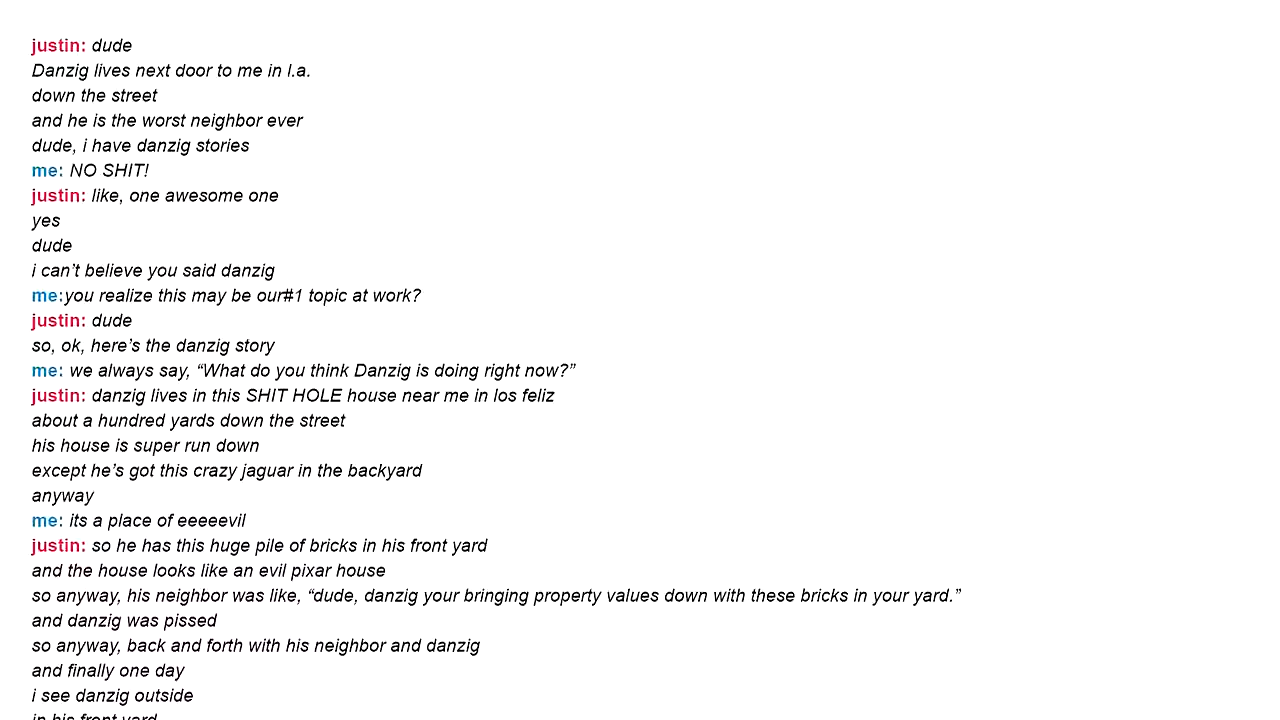 justin: dude
Danzig lives next door to me in l.a.
down the street
and he is the worst neighbor ever
dude, i have danzig stories
me: NO SHIT!
justin: like, one awesome one
yes
dude
i can’t believe you said danzig
me:you realize this may be our#1 topic at work?
justin: dude
so, ok, here’s the danzig story
me: we always say, “What do you think Danzig is doing right now?”
justin: danzig lives in this SHIT HOLE house near me in los feliz
about a hundred yards down the street
his house is super run down
except he’s got this crazy jaguar in the backyard
anyway
me: its a place of eeeeevil
justin: so he has this huge pile of bricks in his front yard
and the house looks like an evil pixar house
so anyway, his neighbor was like, “dude, danzig your bringing property values down with these bricks in your yard.”
and danzig was pissed
so anyway, back and forth with his neighbor and danzig
and finally one day
i see danzig outside
in his front yard